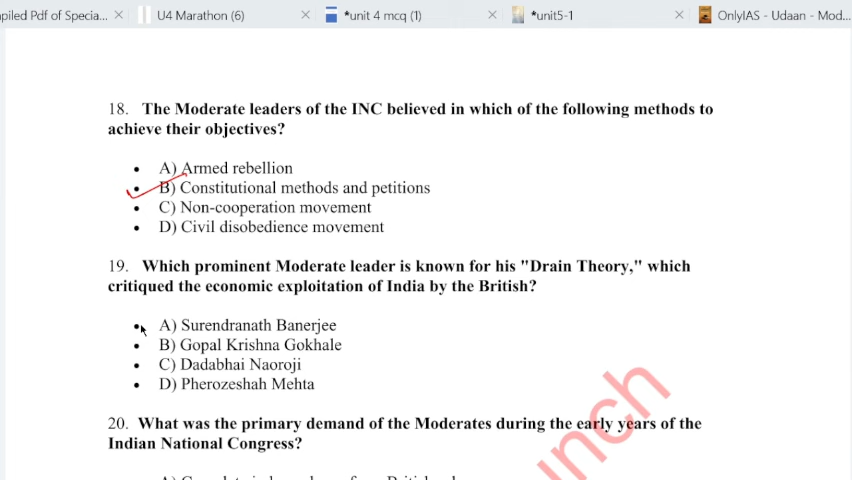 piled Pdf of Specia...
U4 Marathon (6)
*unit 4 mcq (1)
*unit5-1
OnlyIAS - Udaan - Mod...
18. The Moderate leaders of the INC believed in which of the following methods to
achieve their objectives?
• A) Armed rebellion
• B) Constitutional methods and petitions
• C) Non-cooperation movement
• D) Civil disobedience movement
19. Which prominent Moderate leader is known for his "Drain Theory," which
critiqued the economic exploitation of India by the British?
• A) Surendranath Banerjee
• B) Gopal Krishna Gokhale
• C) Dadabhai Naoroji
• D) Pherozeshah Mehta
20. What was the primary demand of the Moderates during the early years of the
Indian National Congress?